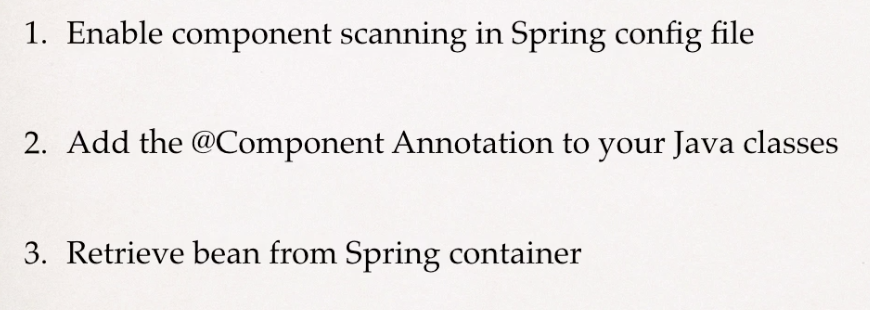 1. Enable component scanning in Spring config file
2. Add the @Component Annotation to your Java classes
3. Retrieve bean from Spring container